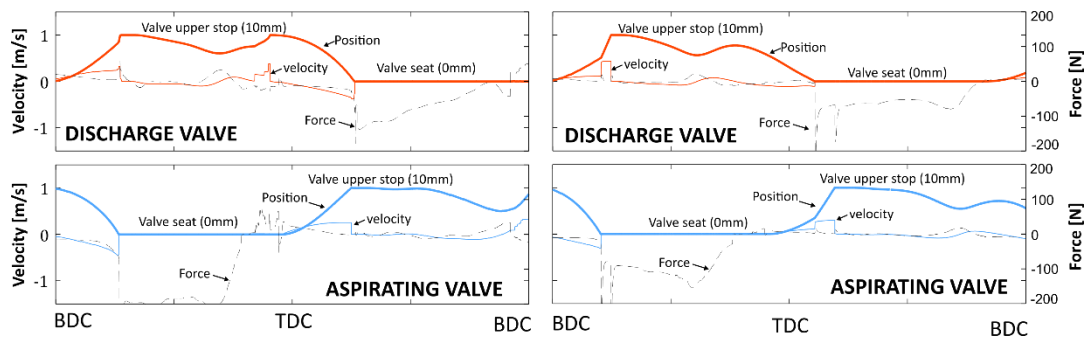 Velocity [m/s]
1
0
-1
Valve upper stop (10mm)
Position
velocity
Valve seat (0mm)
Force
DISCHARGE VALVE
Valve upper stop (10mm)
Position
velocity
Valve seat (0mm)
Force
DISCHARGE VALVE
200
100
0
-100
-200
Force [N]
Velocity [m/s]
1
0
-1
Valve upper stop (10mm)
Position
Valve seat (0mm)
velocity
Force
ASPIRATING VALVE
Valve upper stop (10mm)
Position
Valve seat (0mm)
velocity
Force
ASPIRATING VALVE
200
100
0
-100
-200
Force [N]
BDC TDC BDC
BDC TDC BDC